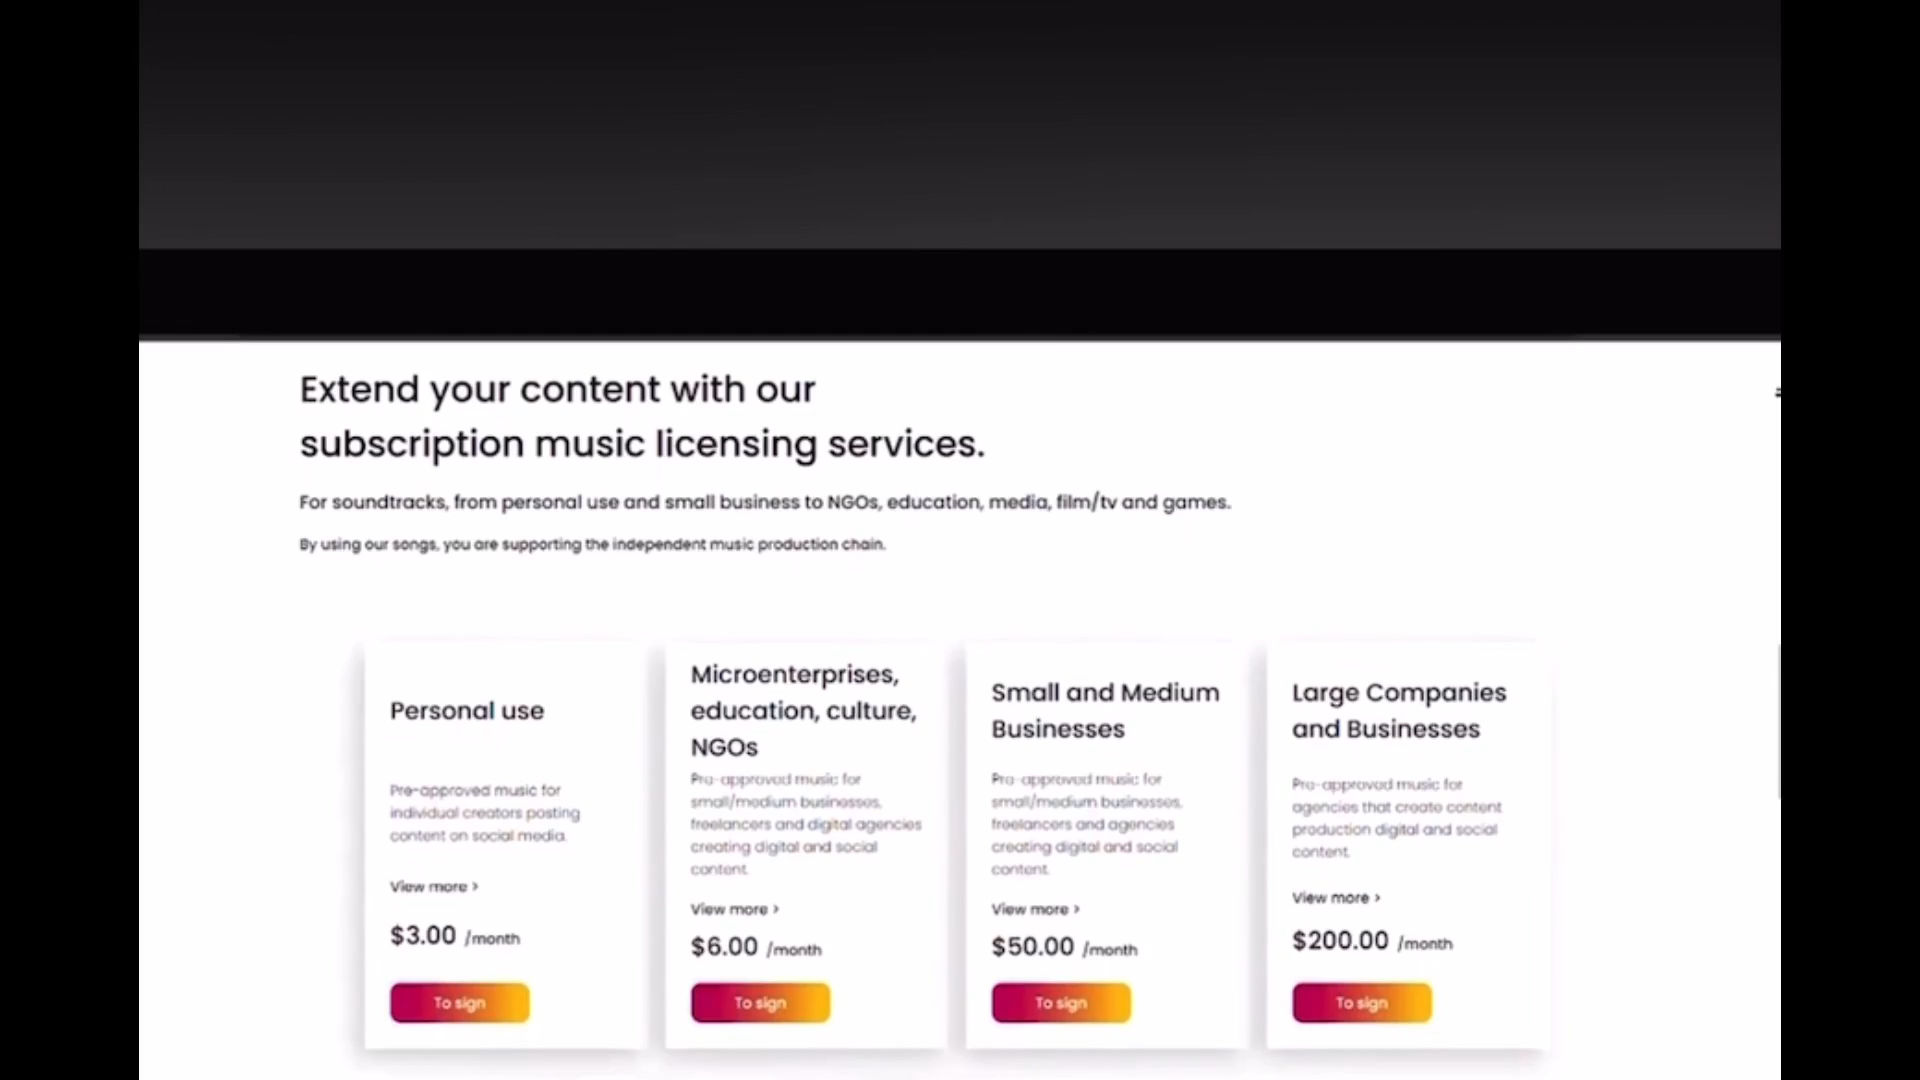 Extend your content with our
subscription music licensing services.
For soundtracks, from personal use and small business to NGOs, education, media, film/tv and games.
By using our songs, you are supporting the independent music production chain.
Personal use
Pre-approved music for
individual creators posting
content on social media.
View more >
$3.00 /month
To sign
Microenterprises,
education, culture,
NGOs
Pre-approved music for
small/medium businesses,
freelancers and digital agencies
creating digital and social
content.
View more >
$6.00 /month
To sign
Small and Medium
Businesses
Pre-approved music for
small/medium businesses,
freelancers and agencies
creating digital and social
content.
View more >
$50.00 /month
To sign
Large Companies
and Businesses
Pre-approved music for
agencies that create content
production digital and social
content.
View more >
$200.00 /month
To sign